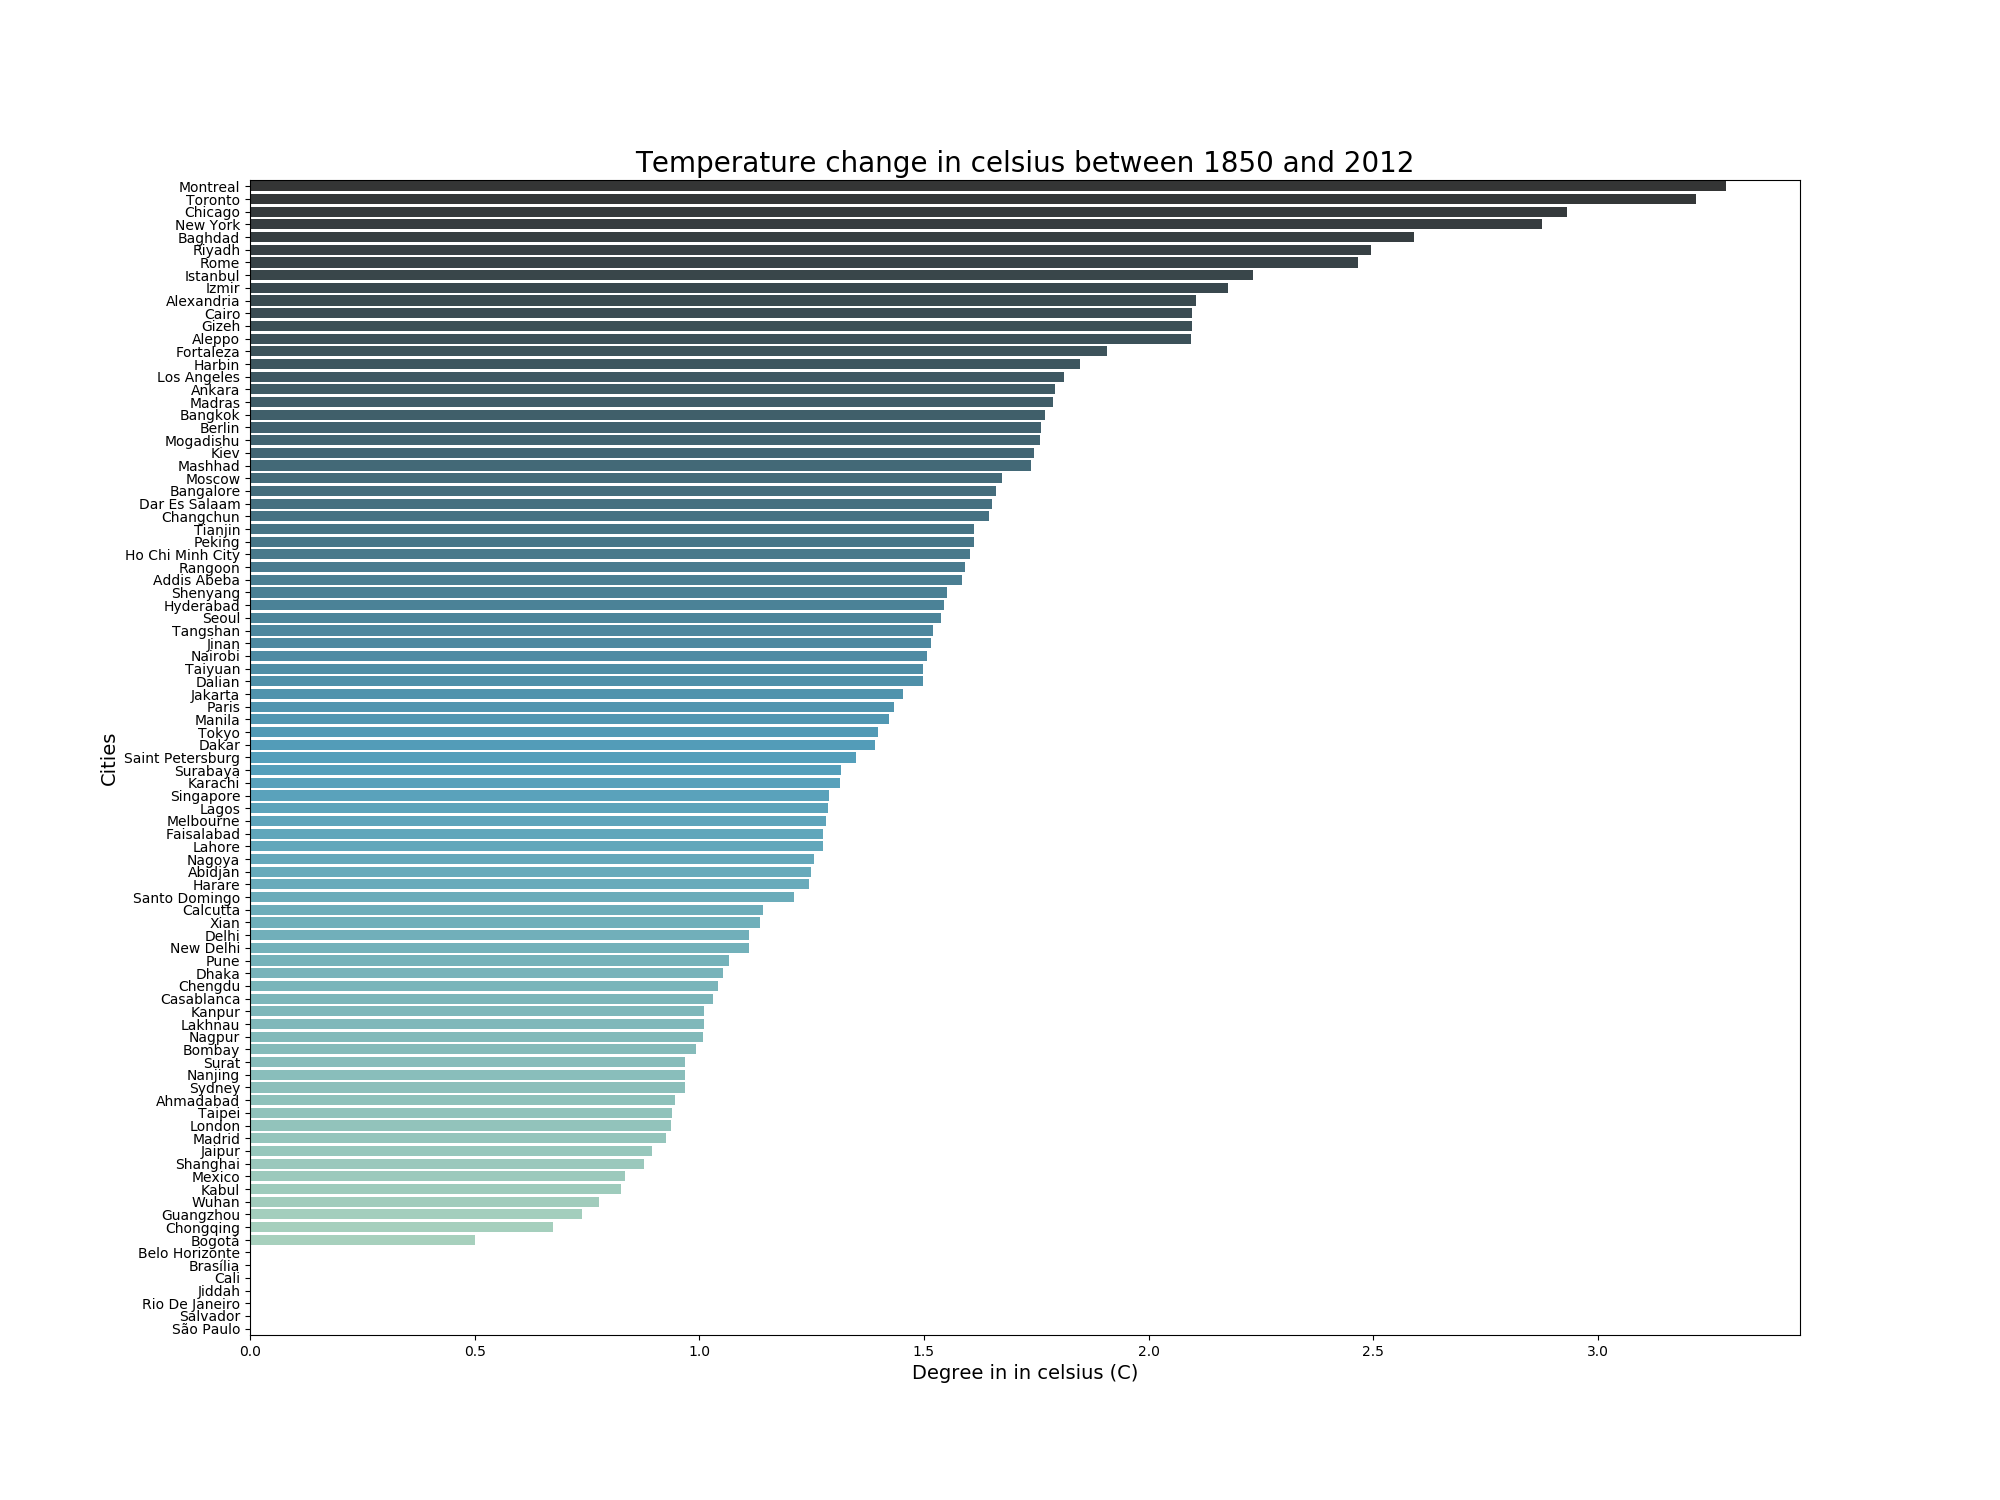 Temperature change in celsius between 1850 and 2012
Montreal
Toronto
Chicago
New York
Baghdad
Riyadh
Rome
Istanbul
Izmir
Alexandria
Cairo
Gizeh
Aleppo
Fortaleza
Harbin
Los Angeles
Ankara
Madras
Bangkok
Berlin
Mogadishu
Kiev
Mashhad
Moscow
Bangalore
Dar Es Salaam
Changchun
Tianjin
Peking
Ho Chi Minh City
Rangoon
Addis Abeba
Shenyang
Hyderabad
Seoul
Tangshan
Jinan
Nairobi
Taiyuan
Dalian
Jakarta
Paris
Manila
Tokyo
Dakar
Saint Petersburg
Surabaya
Karachi
Singapore
Lagos
Melbourne
Faisalabad
Lahore
Nagoya
Abidjan
Harare
Santo Domingo
Calcutta
Xian
Delhi
New Delhi
Pune
Dhaka
Chengdu
Casablanca
Kanpur
Lakhnau
Nagpur
Bombay
Surat
Nanjing
Sydney
Ahmadabad
Taipei
London
Madrid
Jaipur
Shanghai
Mexico
Kabul
Wuhan
Guangzhou
Chongqing
Bogotá
Belo Horizonte
Brasília
Cali
Jiddah
Rio De Janeiro
Salvador
São Paulo
Cities
0.0 0.5 1.0 1.5 2.0 2.5 3.0
Degree in in celsius (C)